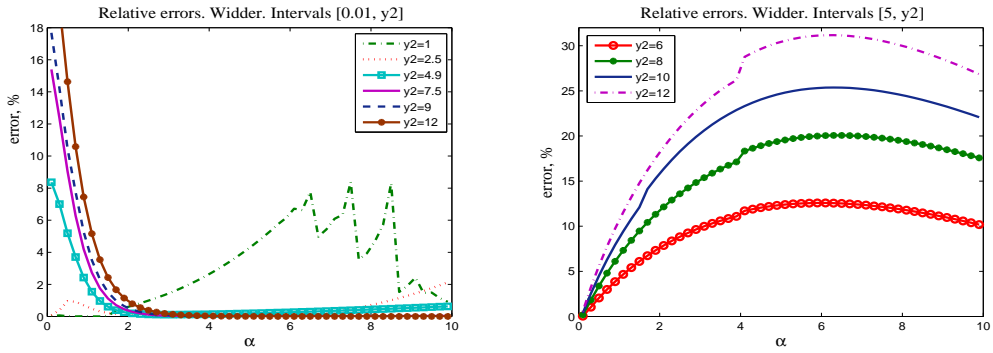 Relative errors. Widder. Intervals [0.01, y2]
18
16
14
12
10
8
6
4
2
0
error, %
y2=1
y2=2.5
y2=4.9
y2=7.5
y2=9
y2=12
0
2
4
6
8
10
α
Relative errors. Widder. Intervals [5, y2]
30
25
20
15
10
5
0
error, %
y2=6
y2=8
y2=10
y2=12
0
2
4
6
8
10
α